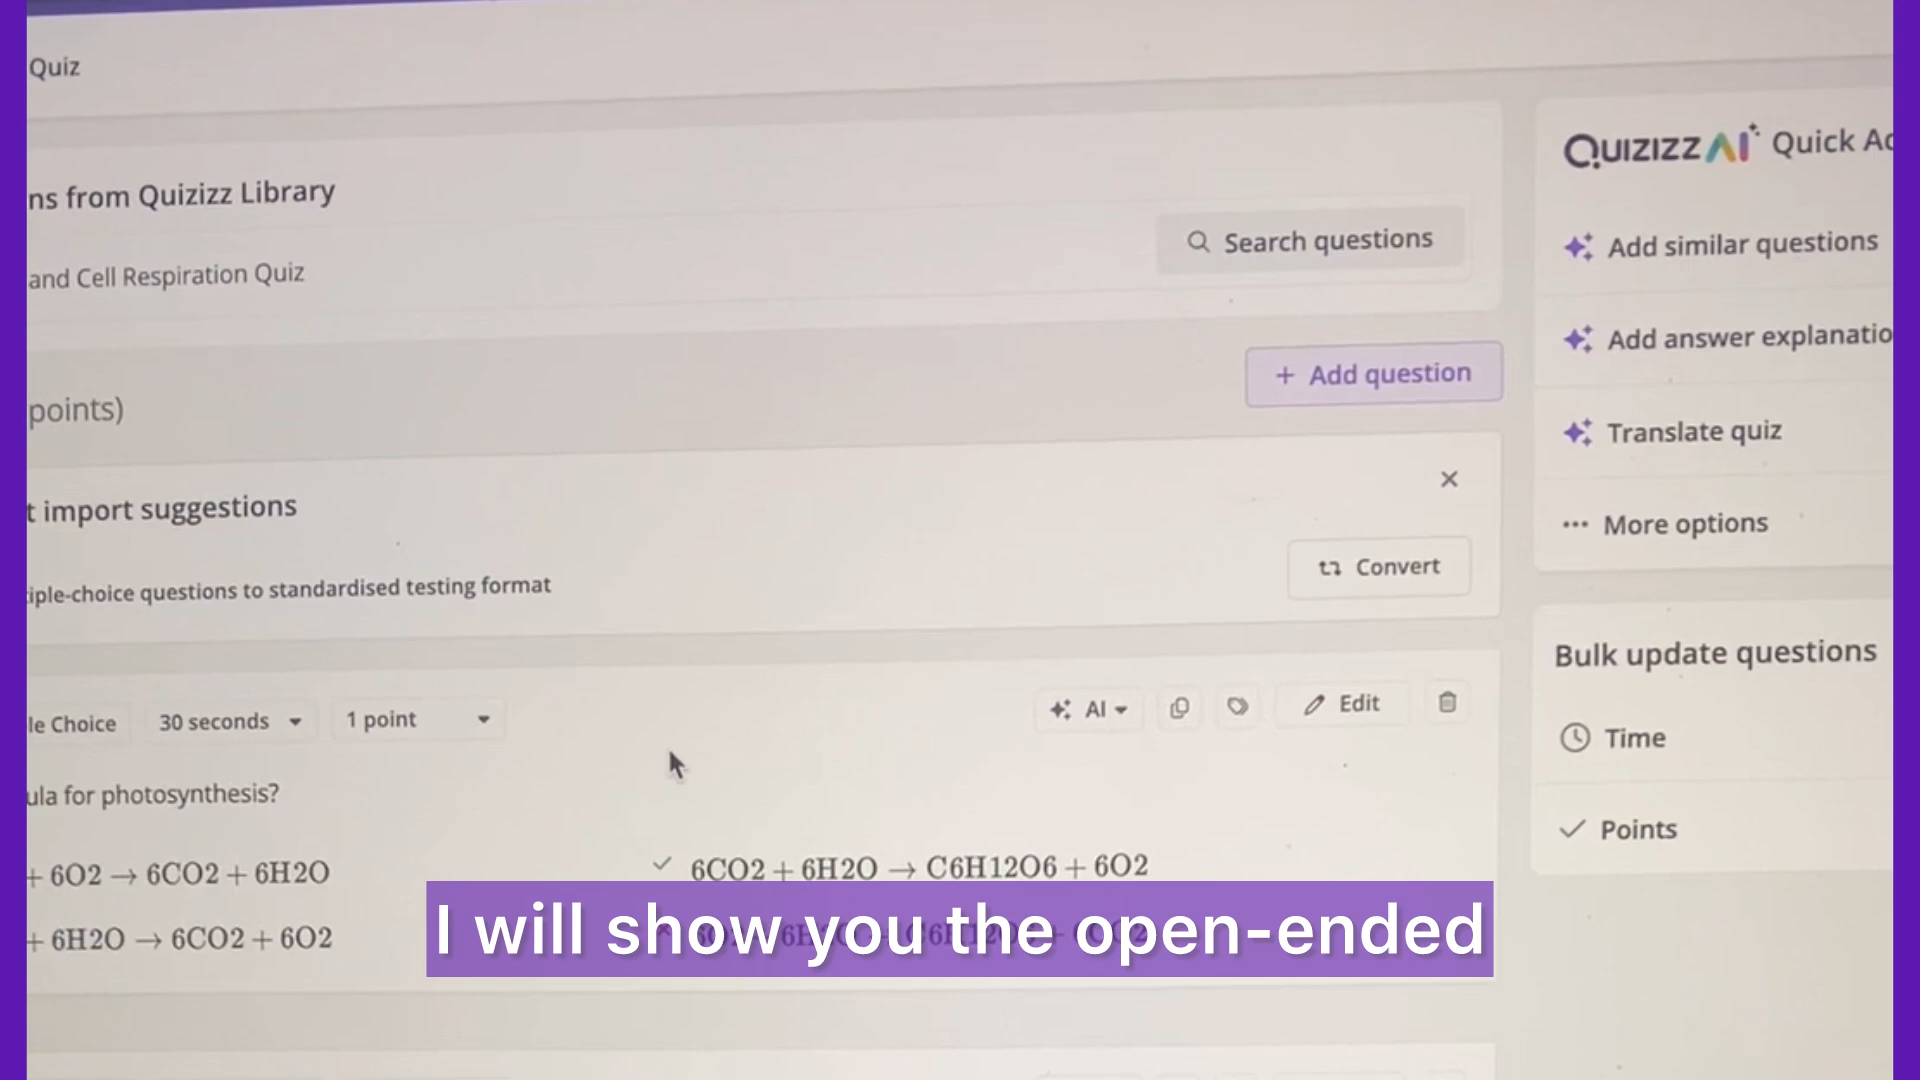 Quiz
ns from Quizizz Library
Search questions
and Cell Respiration Quiz
+ Add question
points)
t import suggestions
iple-choice questions to standardised testing format
Convert
le Choice
30 seconds
1 point
AI
Edit
ula for photosynthesis?
+ 6O2 → 6CO2 + 6H2O
6CO2 + 6H2O → C6H12O6 + 6O2
+ 6H2O → 6CO2 + 6O2
I will show you the open-ended
QUIZIZZ AI Quick Ac
Add similar questions
Add answer explanatio
Translate quiz
More options
Bulk update questions
Time
Points